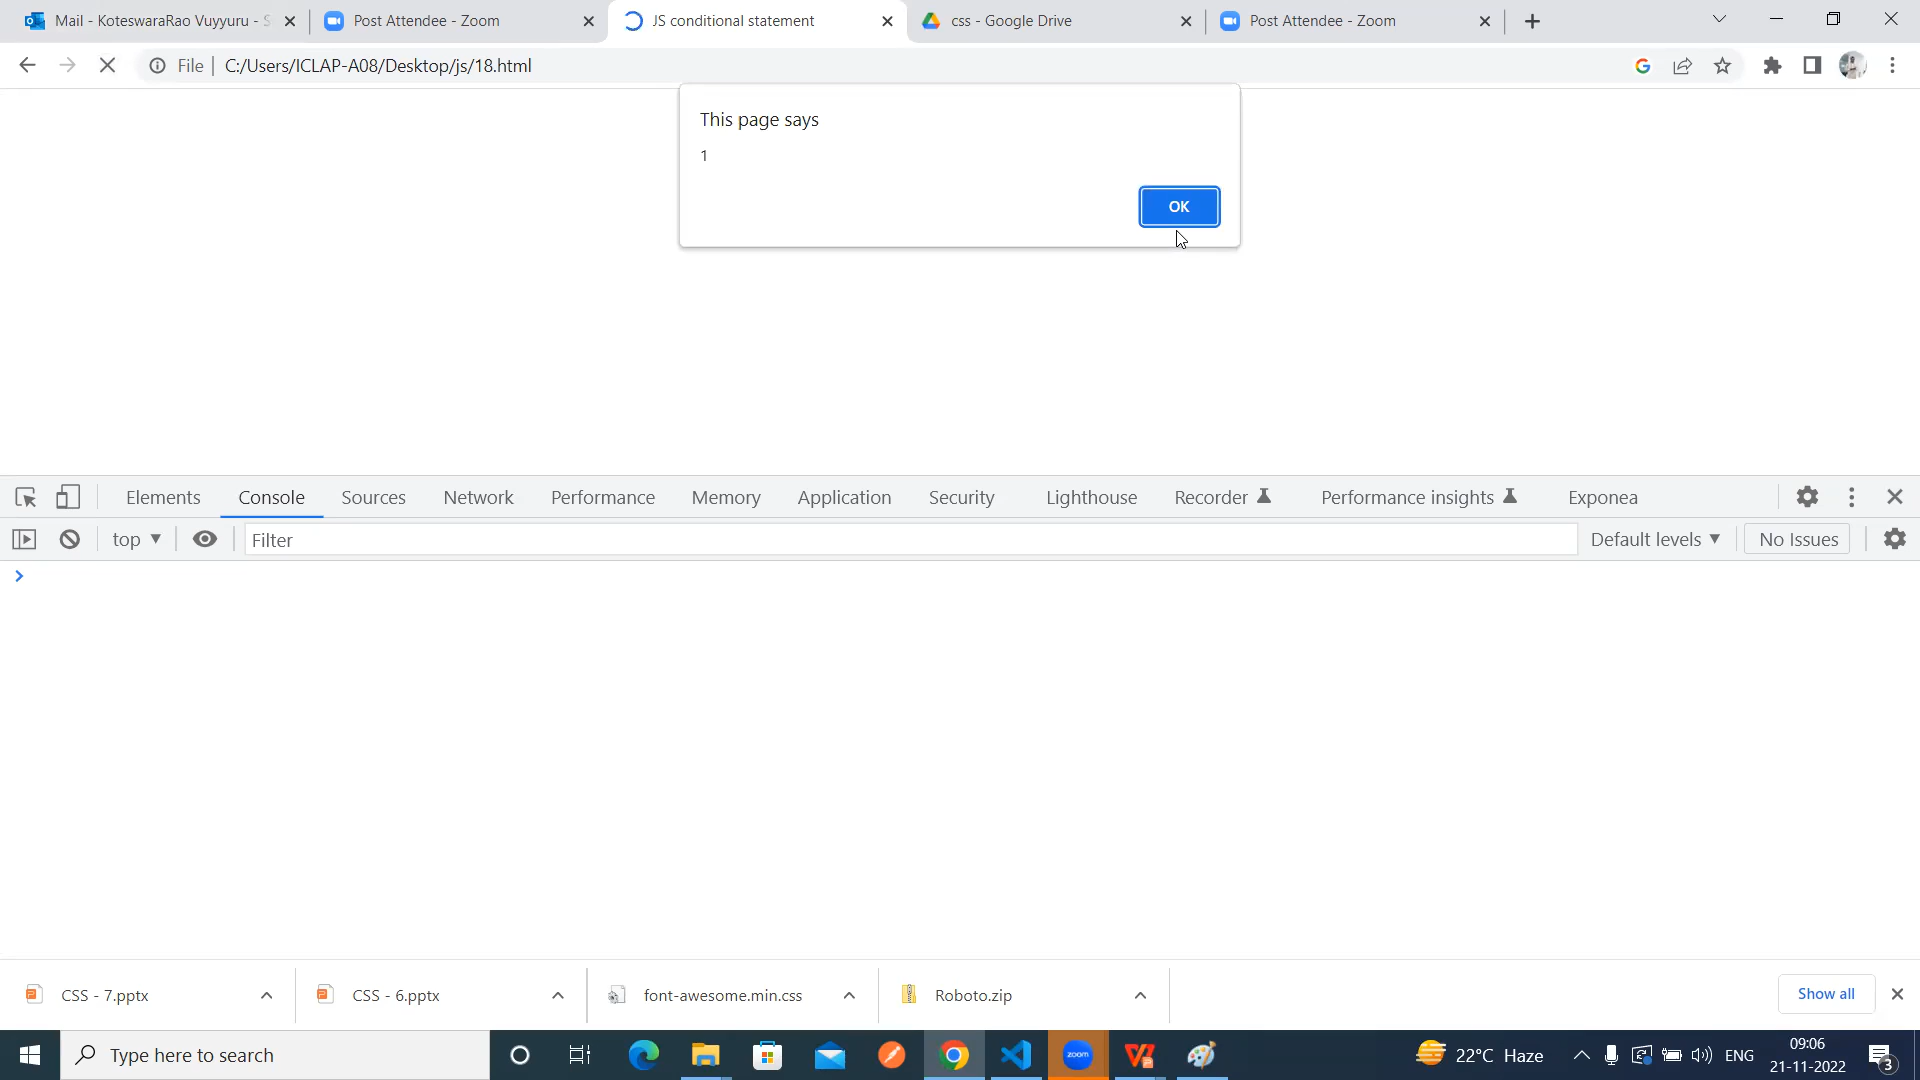 Mail - KoteswaraRao Vuyyuru - S
Post Attendee - Zoom
JS conditional statement
css - Google Drive
Post Attendee - Zoom
File
C:/Users/ICLAP-A08/Desktop/js/18.html
This page says
1
OK
Elements
Console
Sources
Network
Performance
Memory
Application
Security
Lighthouse
Recorder
Performance insights
Exponea
top
Filter
Default levels
No Issues
CSS - 7.pptx
CSS - 6.pptx
font-awesome.min.css
Roboto.zip
Show all
Type here to search
zoom
22°C Haze
ENG
09:06
21-11-2022
3